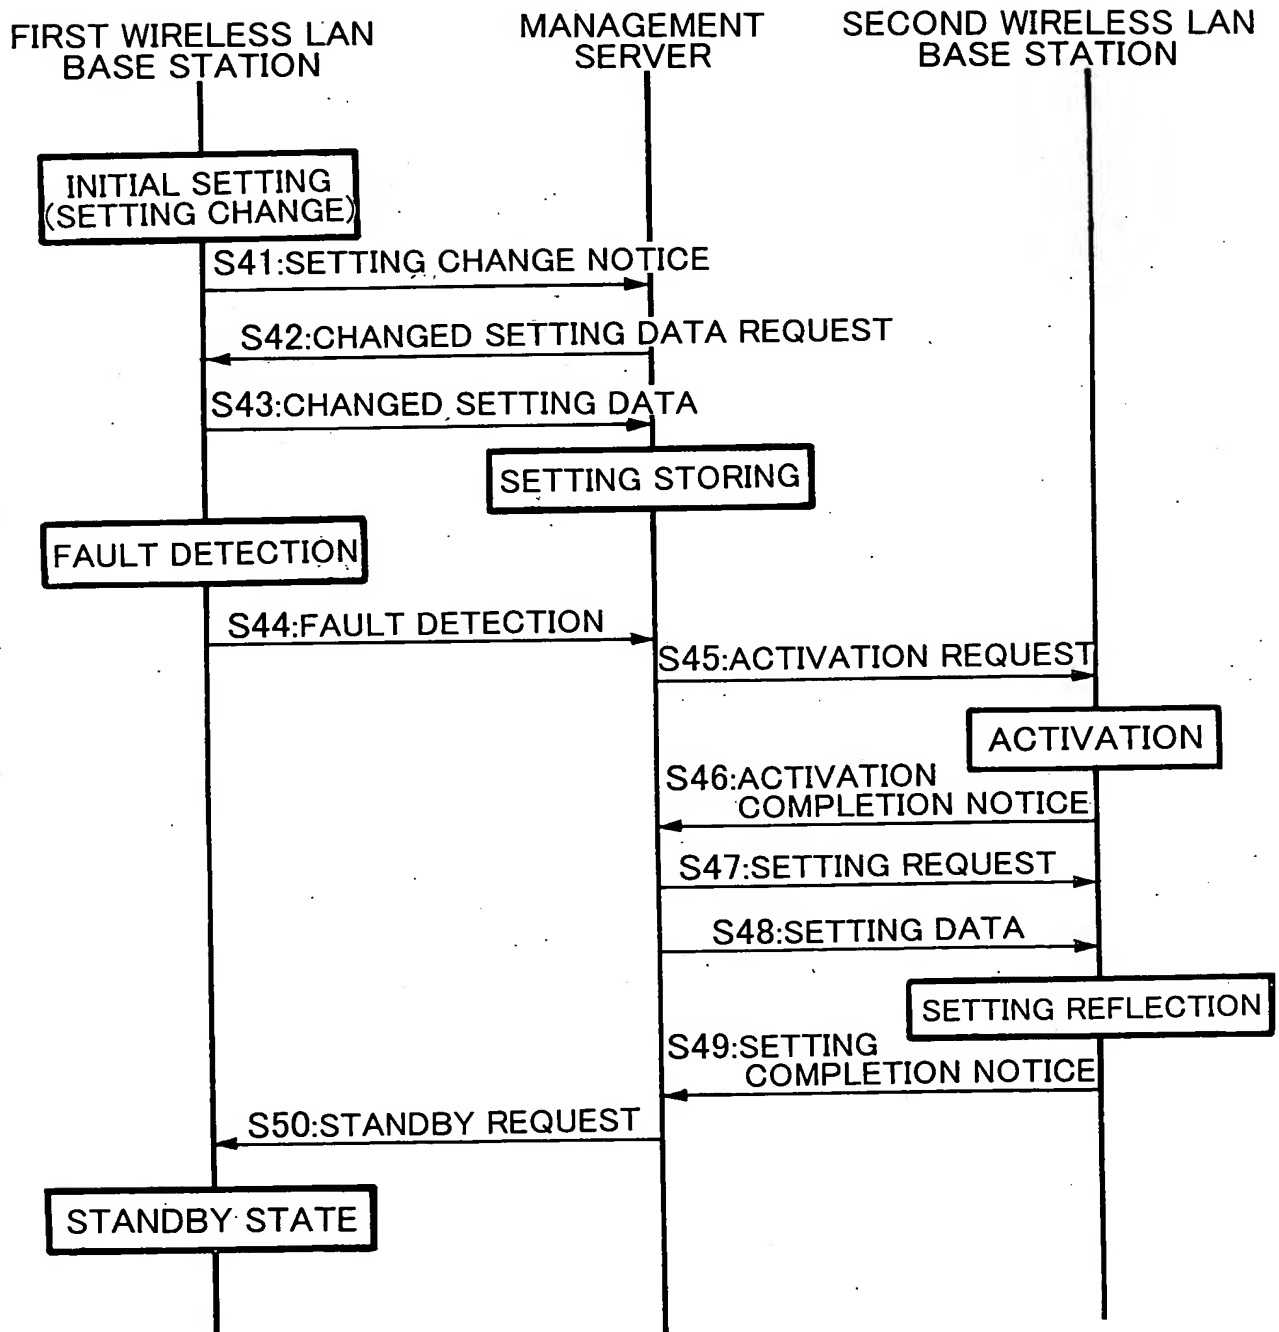 FIRST WIRELESS LAN
BASE STATION
MANAGEMENT
SERVER
SECOND WIRELESS LAN
BASE STATION
INITIAL SETTING
(SETTING CHANGE)
S41:SETTING CHANGE NOTICE
S42:CHANGED SETTING DATA REQUEST
S43:CHANGED SETTING DATA
SETTING STORING
FAULT DETECTION
S44:FAULT DETECTION
S45:ACTIVATION REQUEST
ACTIVATION
S46:ACTIVATION
COMPLETION NOTICE
S47:SETTING REQUEST
S48:SETTING DATA
SETTING REFLECTION
S49:SETTING
COMPLETION NOTICE
S50:STANDBY REQUEST
STANDBY STATE